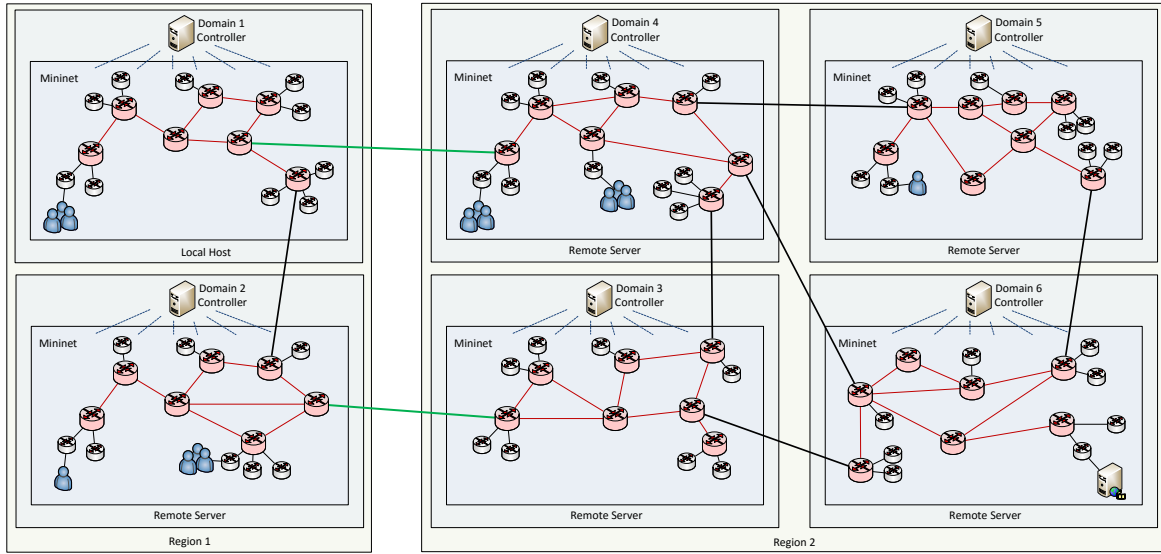 Domain 1
Controller
Mininet
Local Host
Domain 2
Controller
Mininet
Remote Server
Region 1
Domain 4
Controller
Mininet
Remote Server
Domain 5
Controller
Mininet
Remote Server
Domain 3
Controller
Mininet
Remote Server
Domain 6
Controller
Mininet
Remote Server
Region 2